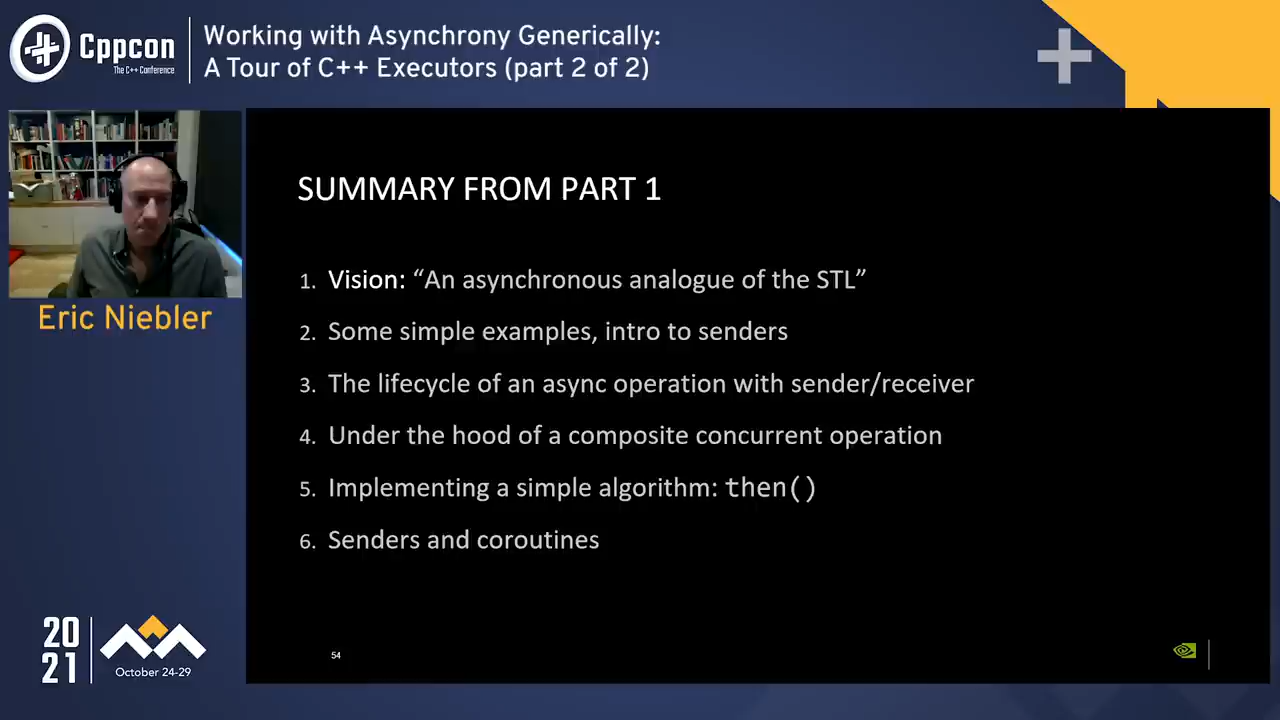 Cppcon
The C++ Conference
Working with Asynchrony Generically:
A Tour of C++ Executors (part 2 of 2)
Eric Niebler
SUMMARY FROM PART 1
1. Vision: “An asynchronous analogue of the STL”
2. Some simple examples, intro to senders
3. The lifecycle of an async operation with sender/receiver
4. Under the hood of a composite concurrent operation
5. Implementing a simple algorithm: then()
6. Senders and coroutines
54
20
21
October 24-29